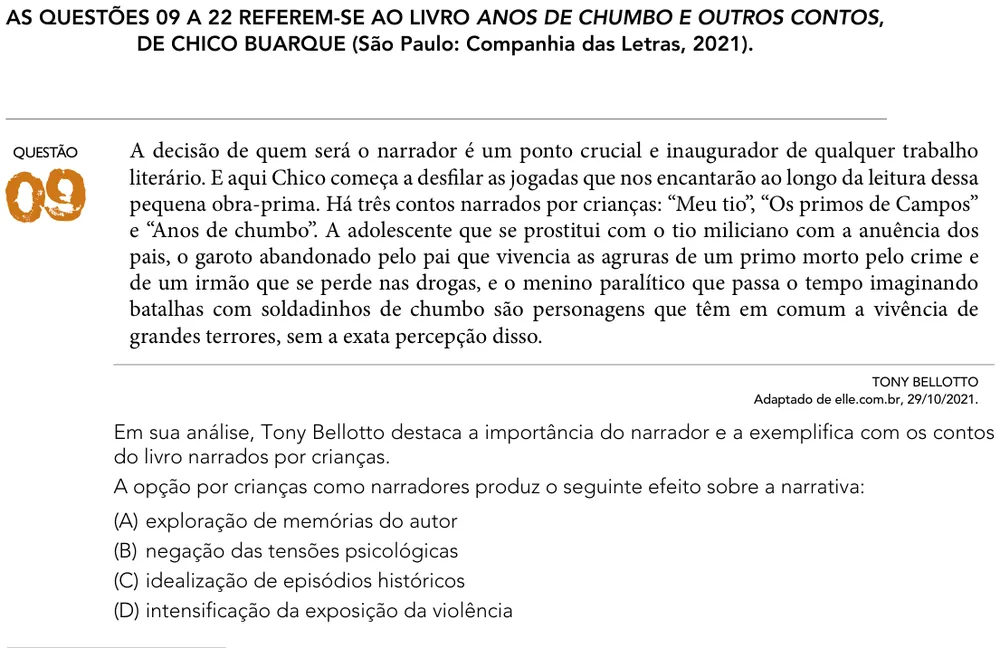 AS QUESTÕES 09 A 22 REFEREM-SE AO LIVRO ANOS DE CHUMBO E OUTROS CONTOS,
DE CHICO BUARQUE (São Paulo: Companhia das Letras, 2021).
QUESTÃO
09
A decisão de quem será o narrador é um ponto crucial e inaugurador de qualquer trabalho
literário. E aqui Chico começa a desfilar as jogadas que nos encantarão ao longo da leitura dessa
pequena obra-prima. Há três contos narrados por crianças: “Meu tio”, “Os primos de Campos”
e “Anos de chumbo”. A adolescente que se prostitui com o tio miliciano com a anuência dos
pais, o garoto abandonado pelo pai que vivencia as agruras de um primo morto pelo crime e
de um irmão que se perde nas drogas, e o menino paralítico que passa o tempo imaginando
batalhas com soldadinhos de chumbo são personagens que têm em comum a vivência de
grandes terrores, sem a exata percepção disso.
TONY BELLOTTO
Adaptado de elle.com.br, 29/10/2021.
Em sua análise, Tony Bellotto destaca a importância do narrador e a exemplifica com os contos
do livro narrados por crianças.
A opção por crianças como narradores produz o seguinte efeito sobre a narrativa:
(A) exploração de memórias do autor
(B) negação das tensões psicológicas
(C) idealização de episódios históricos
(D) intensificação da exposição da violência